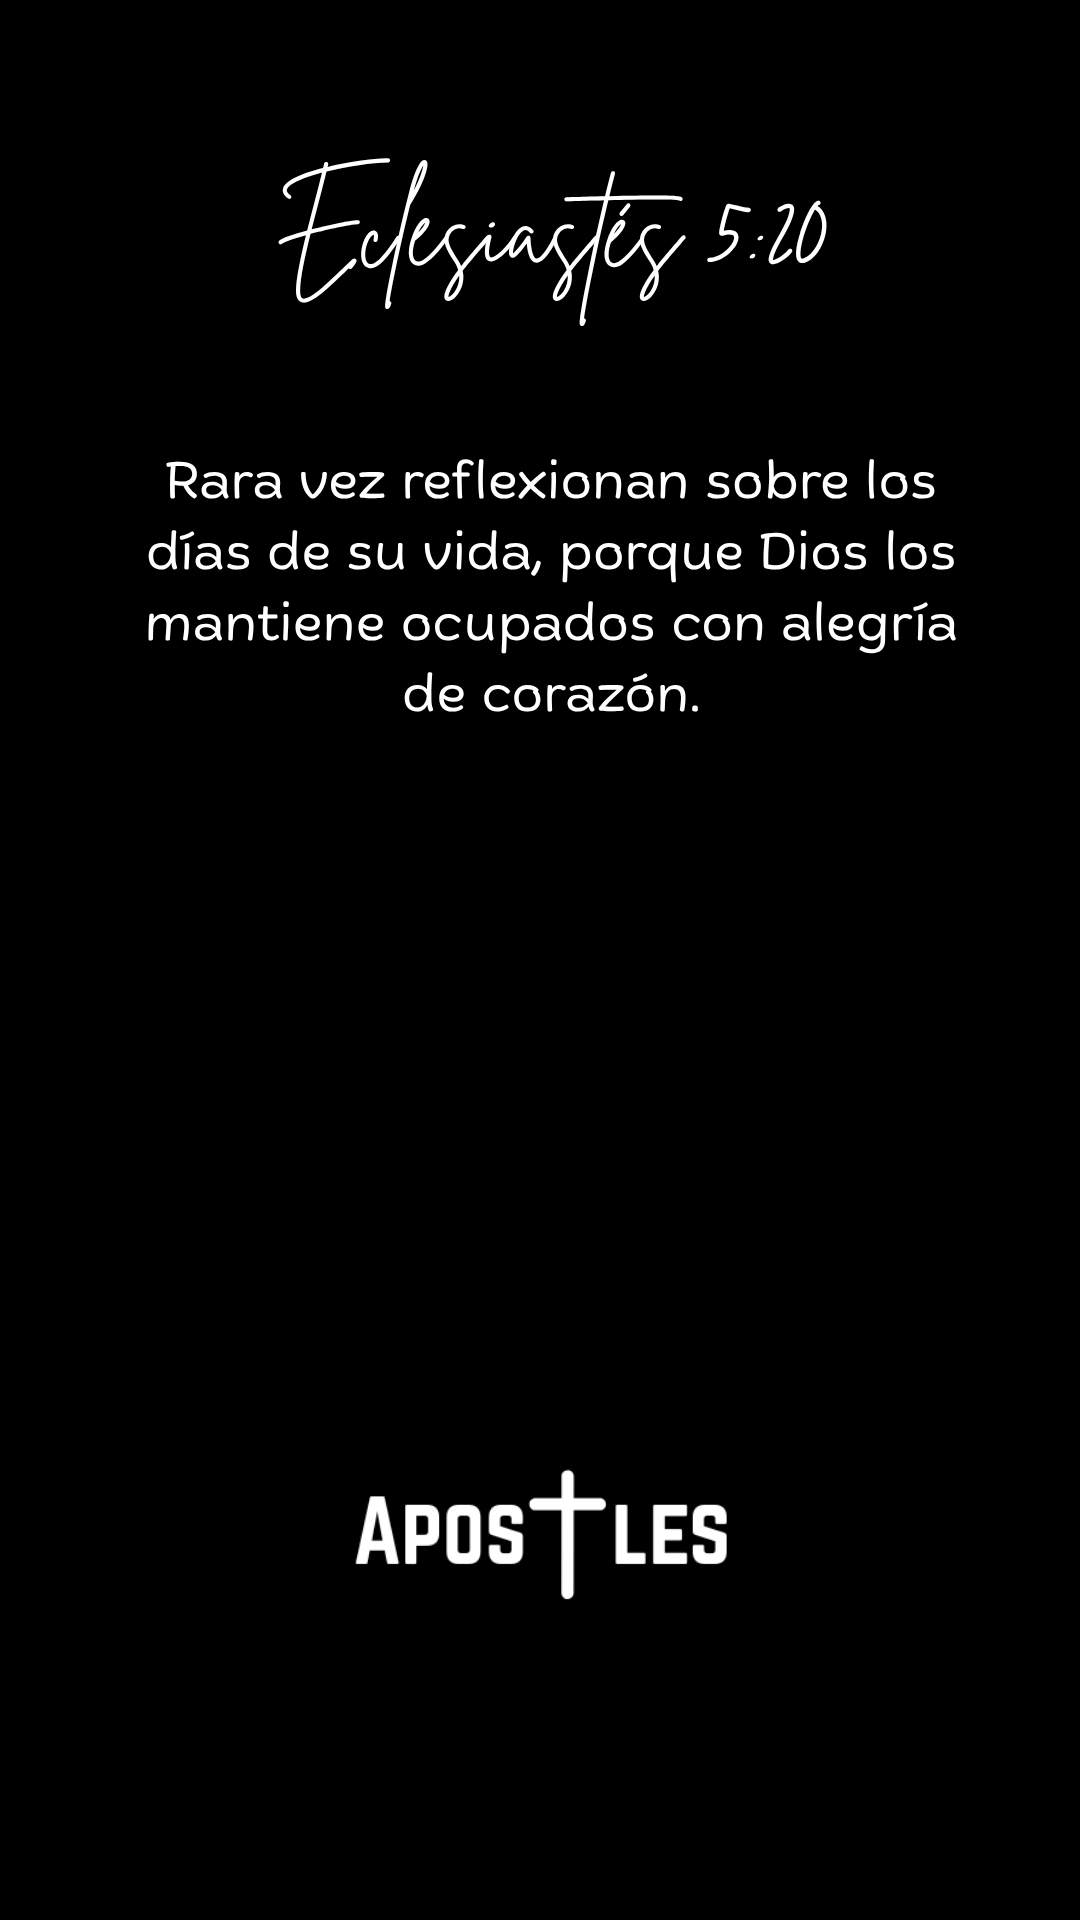 Eclesiastés 5:20
Rara vez reflexionan sobre los
días de su vida, porque Dios los
mantiene ocupados con alegría
de corazón.
APOSTLES